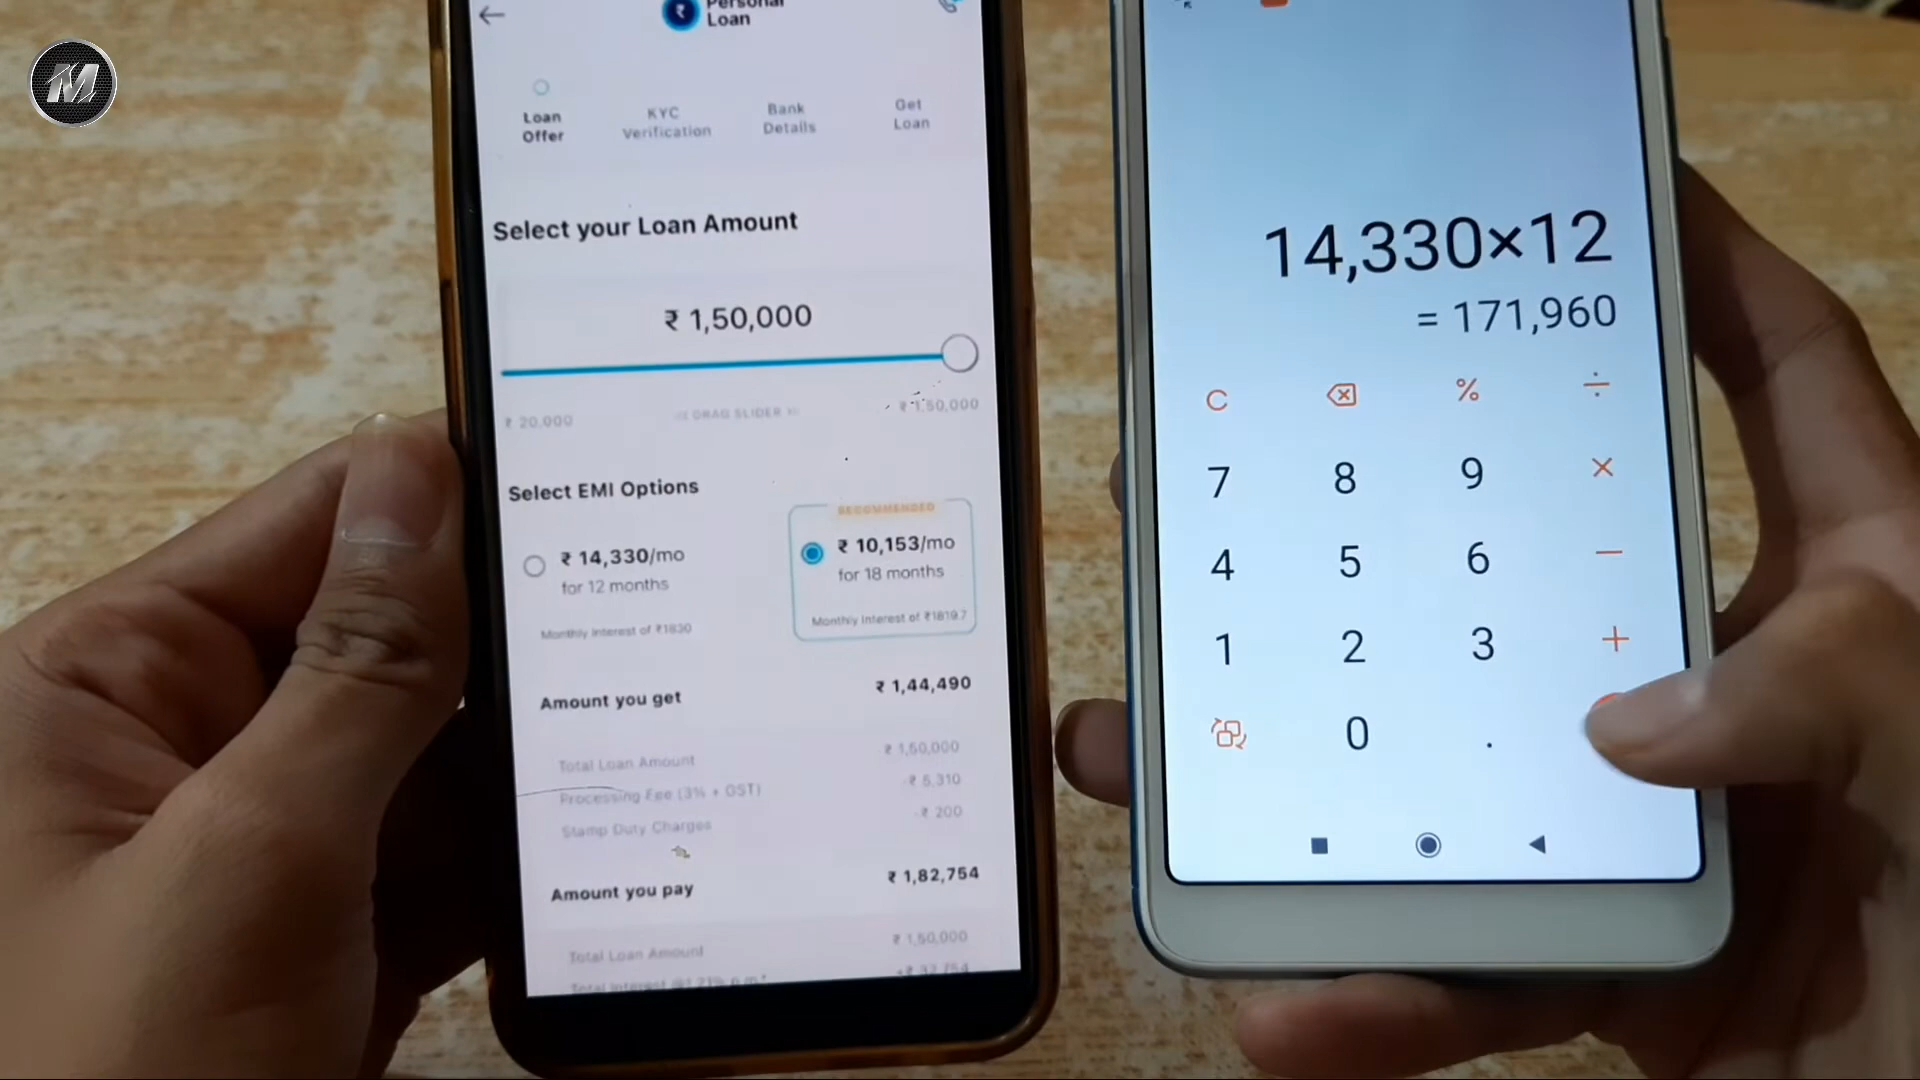 M
Personal
Loan
Loan
Offer
KYC
Verification
Bank
Details
Get
Loan
Select your Loan Amount
₹ 1,50,000
₹ 20,000
DRAG SLIDER
₹ 1,50,000
Select EMI Options
₹ 14,330/mo
for 12 months
Monthly Interest of ₹1830
RECOMMENDED
₹ 10,153/mo
for 18 months
Monthly Interest of ₹1819.7
Amount you get
₹ 1,44,490
Total Loan Amount
₹ 1,50,000
Processing Fee (3% + GST)
-₹ 5,310
Stamp Duty Charges
-₹ 200
Amount you pay
₹ 1,82,754
Total Loan Amount
₹ 1,50,000
Total Interest
+₹ 32,754
14,330×12
= 171,960
C
%
÷
7
8
9
×
4
5
6
−
1
2
3
+
0
.